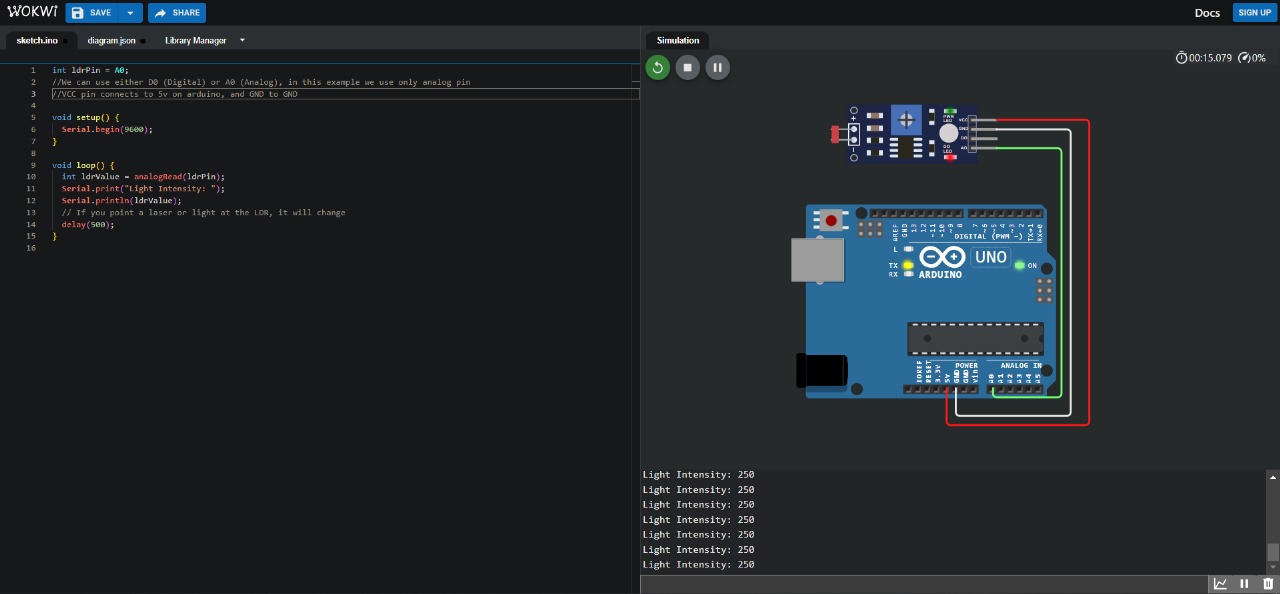 WOKWI SAVE SHARE Docs SIGN UP
sketch.ino diagram.json Library Manager
Simulation
00:15.079 0%
1 int ldrPin = A0;
2 //We can use either D0 (Digital) or A0 (Analog), in this example we use only analog pin
3 //VCC pin connects to 5v on arduino, and GND to GND
4
5 void setup() {
6 Serial.begin(9600);
7 }
8
9 void loop() {
10 int ldrValue = analogRead(ldrPin);
11 Serial.print("Light Intensity: ");
12 Serial.println(ldrValue);
13 // If you point a laser or light at the LDR, it will change
14 delay(500);
15 }
16
+
PWR LED
VCC
GND
DO
DO LED
AO
AREF GND 13 12 ~11 ~10 ~9 8 7 ~6 ~5 4 ~3 2 TX→1 RX←0
DIGITAL (PWM ~)
L
TX
RX
UNO
ON
ARDUINO
POWER ANALOG IN
IOREF RESET 3.3V 5V GND GND Vin A0 A1 A2 A3 A4 A5
Light Intensity: 250
Light Intensity: 250
Light Intensity: 250
Light Intensity: 250
Light Intensity: 250
Light Intensity: 250
Light Intensity: 250